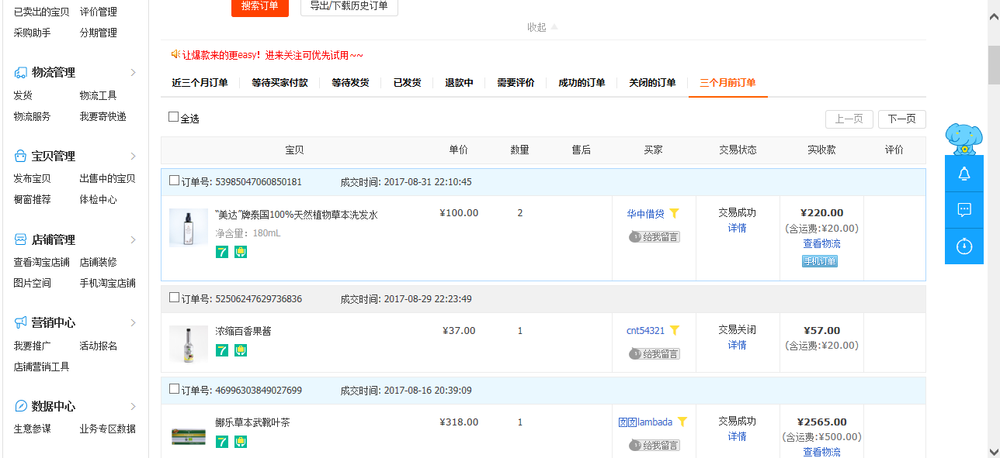 已卖出的宝贝 评价管理
采购助手 分期管理
物流管理
发货 物流工具
物流服务 我要寄快递
宝贝管理
发布宝贝 出售中的宝贝
橱窗推荐 体检中心
店铺管理
查看淘宝店铺 店铺装修
图片空间 手机淘宝店铺
营销中心
我要推广 活动报名
店铺营销工具
数据中心
生意参谋 业务专区数据
搜索订单 导出/下载历史订单
收起
让爆款来的更easy! 进来关注可优先试用~~
近三个月订单 等待买家付款 等待发货 已发货 退款中 需要评价 成功的订单 关闭的订单 三个月前订单
全选 上一页 下一页
宝贝 单价 数量 售后 买家 交易状态 实收款 评价
订单号: 53985047060850181 成交时间: 2017-08-31 22:10:45
“美达”牌泰国100%天然植物草本洗发水 ¥100.00 2 华中借贷 交易成功 ¥220.00
净含量: 180mL 给我留言 详情 (含运费:¥20.00)
7 查看物流
手机订单
订单号: 52506247629736836 成交时间: 2017-08-29 22:23:49
浓缩百香果酱 ¥37.00 1 cnt54321 交易关闭 ¥57.00
7 给我留言 详情 (含运费:¥20.00)
订单号: 46996303849027699 成交时间: 2017-08-16 20:39:09
娜乐草本武靴叶茶 ¥318.00 1 囡囡lambada 交易成功 ¥2565.00
7 给我留言 详情 (含运费:¥500.00)
查看物流